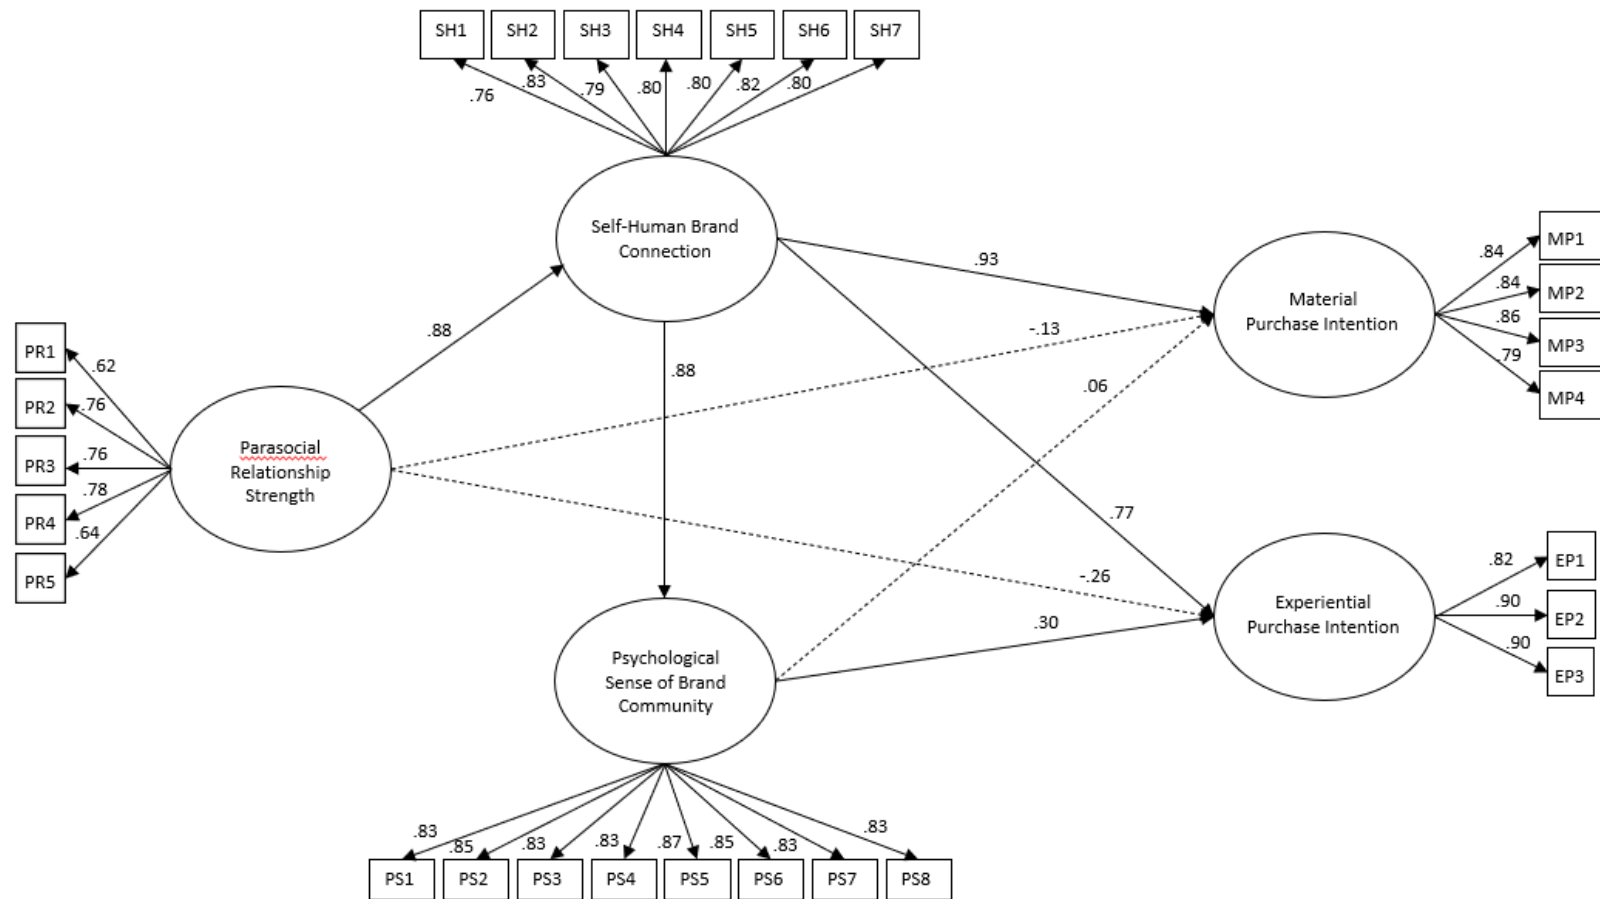 SH1 SH2 SH3 SH4 SH5 SH6 SH7
.76 .83 .79 .80 .80 .82 .80
Self-Human Brand
Connection
.93
.88
-.13
.88
.06
.77
-.26
.30
Material
Purchase Intention
.84
.84
.86
.79
MP1
MP2
MP3
MP4
PR1
PR2
PR3
PR4
PR5
.62
.76
.76
.78
.64
Parasocial
Relationship
Strength
Experiential
Purchase Intention
.82
.90
.90
EP1
EP2
EP3
Psychological
Sense of Brand
Community
.83 .85 .83 .83 .87 .85 .83 .83
PS1 PS2 PS3 PS4 PS5 PS6 PS7 PS8